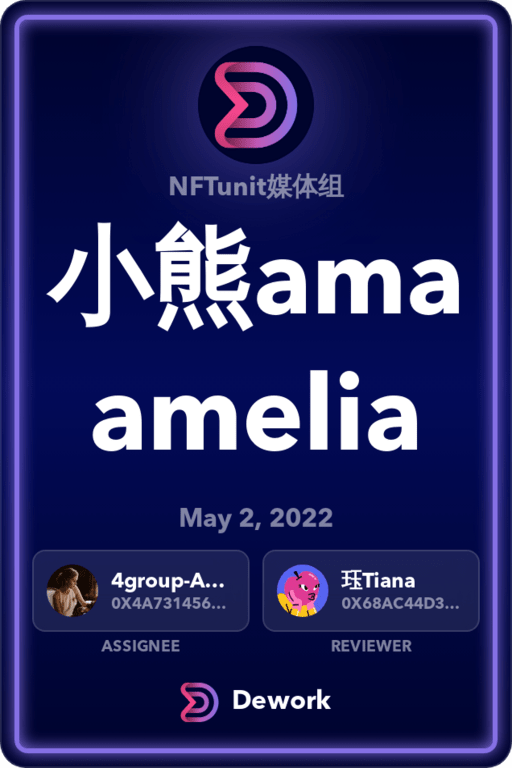 NFTunit媒体组
小熊ama
amelia
May 2, 2022
4group-A...
0X4A731456...
ASSIGNEE
珏Tiana
0X68AC44D3...
REVIEWER
Dework